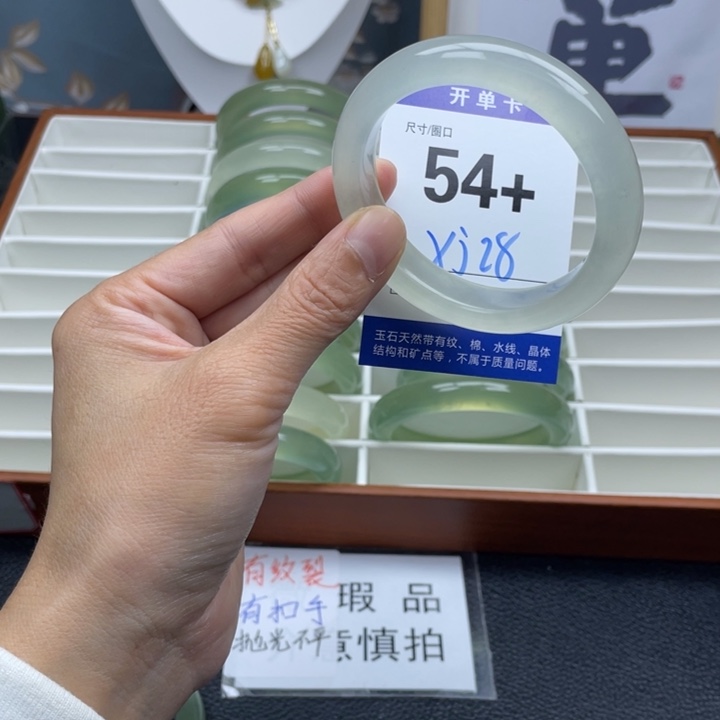 开单卡
尺寸/圈口
54+
Yj28
玉石天然带有纹、棉、水线、晶体
结构和矿点等，不属于质量问题。
有纹裂
有扣手
抛光不平
瑕 品
意慎拍